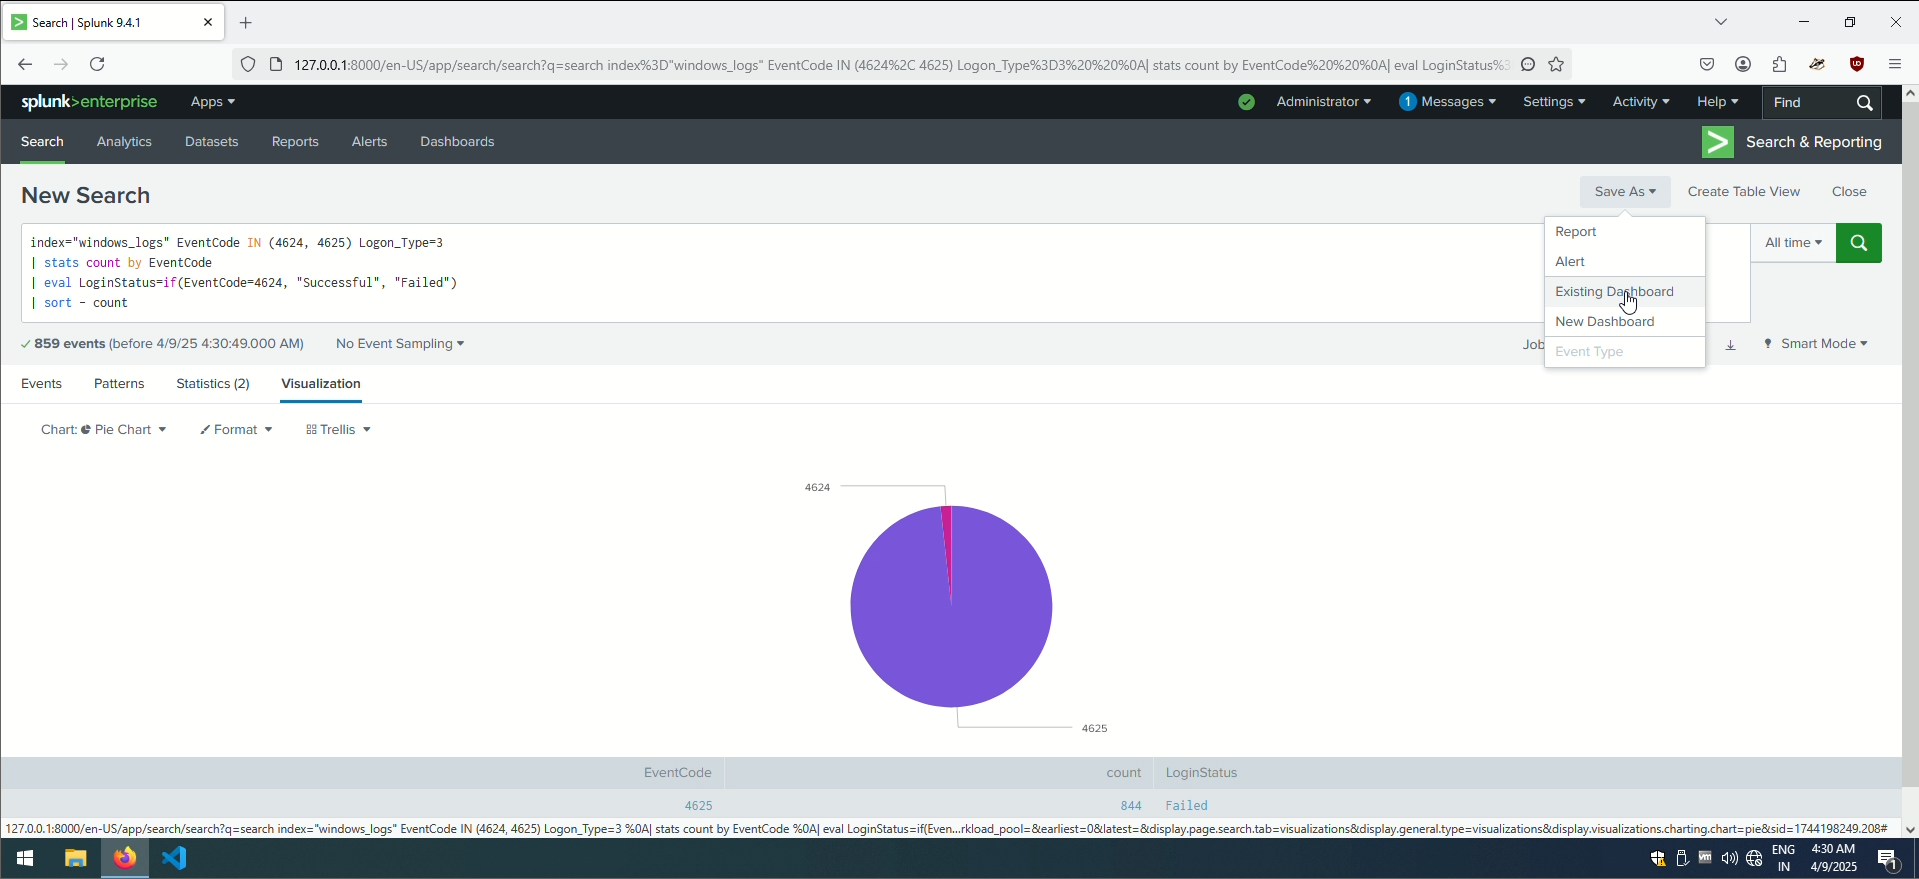 Search | Splunk 9.4.1
127.0.0.1:8000/en-US/app/search/search?q=search index%3D"windows_logs" EventCode IN (4624%2C 4625) Logon_Type%3D3%20%20%0A| stats count by EventCode%20%20%0A| eval LoginStatus%3
splunk>enterprise Apps Administrator 1 Messages Settings Activity Help Find
Search Analytics Datasets Reports Alerts Dashboards Search & Reporting
New Search Save As Create Table View Close
index="windows_logs" EventCode IN (4624, 4625) Logon_Type=3
| stats count by EventCode
| eval LoginStatus=if(EventCode=4624, "Successful", "Failed")
| sort - count
All time
Report
Alert
Existing Dashboard
New Dashboard
Event Type
859 events (before 4/9/25 4:30:49.000 AM) No Event Sampling Job Smart Mode
Events Patterns Statistics (2) Visualization
Chart: Pie Chart Format Trellis
4624
4625
EventCode count LoginStatus
4625 844 Failed
127.0.0.1:8000/en-US/app/search/search?q=search index="windows_logs" EventCode IN (4624, 4625) Logon_Type=3 %0A| stats count by EventCode %0A| eval LoginStatus=if(Even...rkload_pool=&earliest=0&latest=&display.page.search.tab=visualizations&display.general.type=visualizations&display.visualizations.charting.chart=pie&sid=1744198249.208#
ENG 4:30 AM
IN 4/9/2025 1